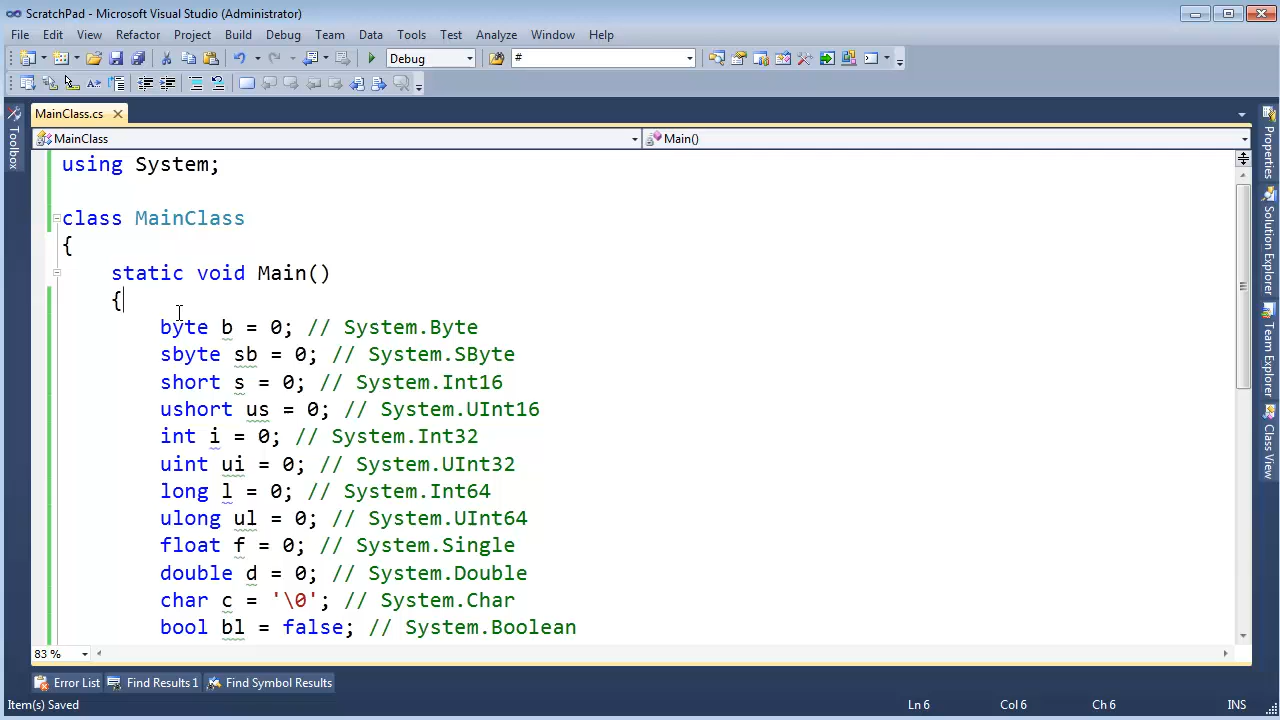 ScratchPad - Microsoft Visual Studio (Administrator)
File Edit View Refactor Project Build Debug Team Data Tools Test Analyze Window Help
Debug #
MainClass.cs
MainClass Main()
Toolbox
using System;
class MainClass
{
static void Main()
{
byte b = 0; // System.Byte
sbyte sb = 0; // System.SByte
short s = 0; // System.Int16
ushort us = 0; // System.UInt16
int i = 0; // System.Int32
uint ui = 0; // System.UInt32
long l = 0; // System.Int64
ulong ul = 0; // System.UInt64
float f = 0; // System.Single
double d = 0; // System.Double
char c = '\0'; // System.Char
bool bl = false; // System.Boolean
Properties
Solution Explorer
Team Explorer
Class View
83 %
Error List Find Results 1 Find Symbol Results
Item(s) Saved Ln 6 Col 6 Ch 6 INS